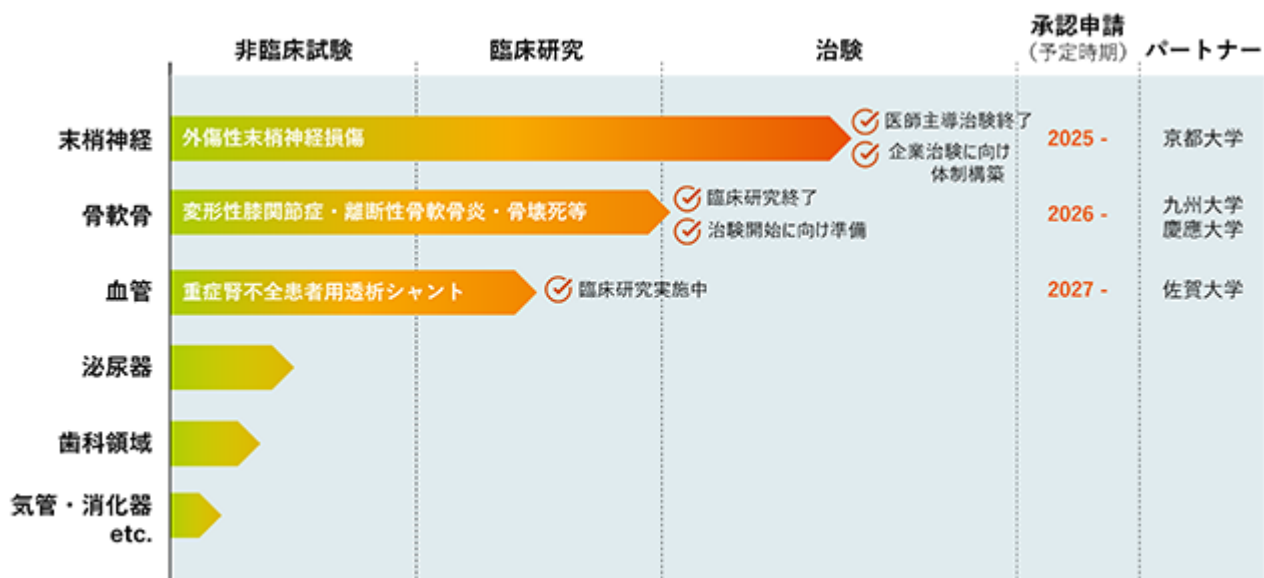 非臨床試験
臨床研究
治験
承認申請
(予定時期)
パートナー
末梢神経
外傷性末梢神経損傷
医師主導治験終了
企業治験に向け
体制構築
2025 -
京都大学
骨軟骨
変形性膝関節症・離断性骨軟骨炎・骨壊死等
臨床研究終了
治験開始に向け準備
2026 -
九州大学
慶應大学
血管
重症腎不全患者用透析シャント
臨床研究実施中
2027 -
佐賀大学
泌尿器
歯科領域
気管・消化器
etc.